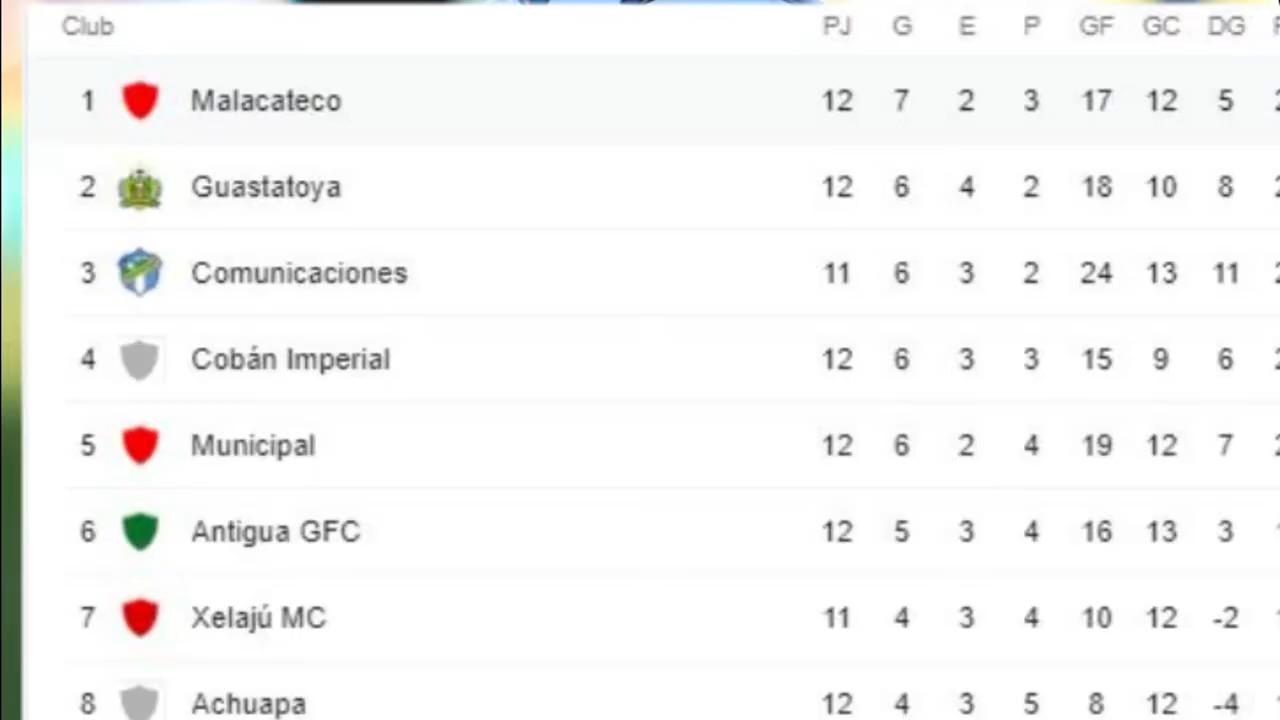 Club PJ G E P GF GC DG
1 Malacateco 12 7 2 3 17 12 5
2 Guastatoya 12 6 4 2 18 10 8
3 Comunicaciones 11 6 3 2 24 13 11
4 Cobán Imperial 12 6 3 3 15 9 6
5 Municipal 12 6 2 4 19 12 7
6 Antigua GFC 12 5 3 4 16 13 3
7 Xelajú MC 11 4 3 4 10 12 -2
8 Achuapa 12 4 3 5 8 12 -4